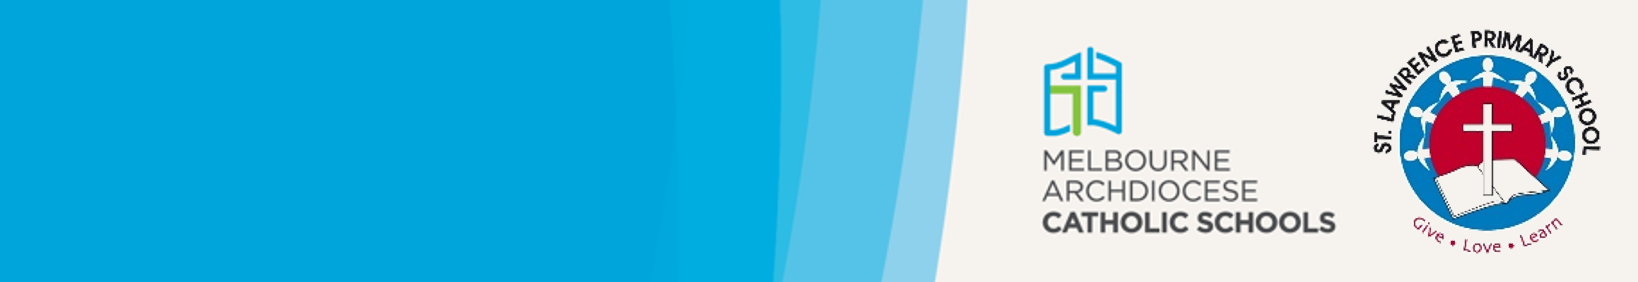 MELBOURNE
ARCHDIOCESE
CATHOLIC SCHOOLS
ST. LAWRENCE PRIMARY SCHOOL
Give • Love • Learn